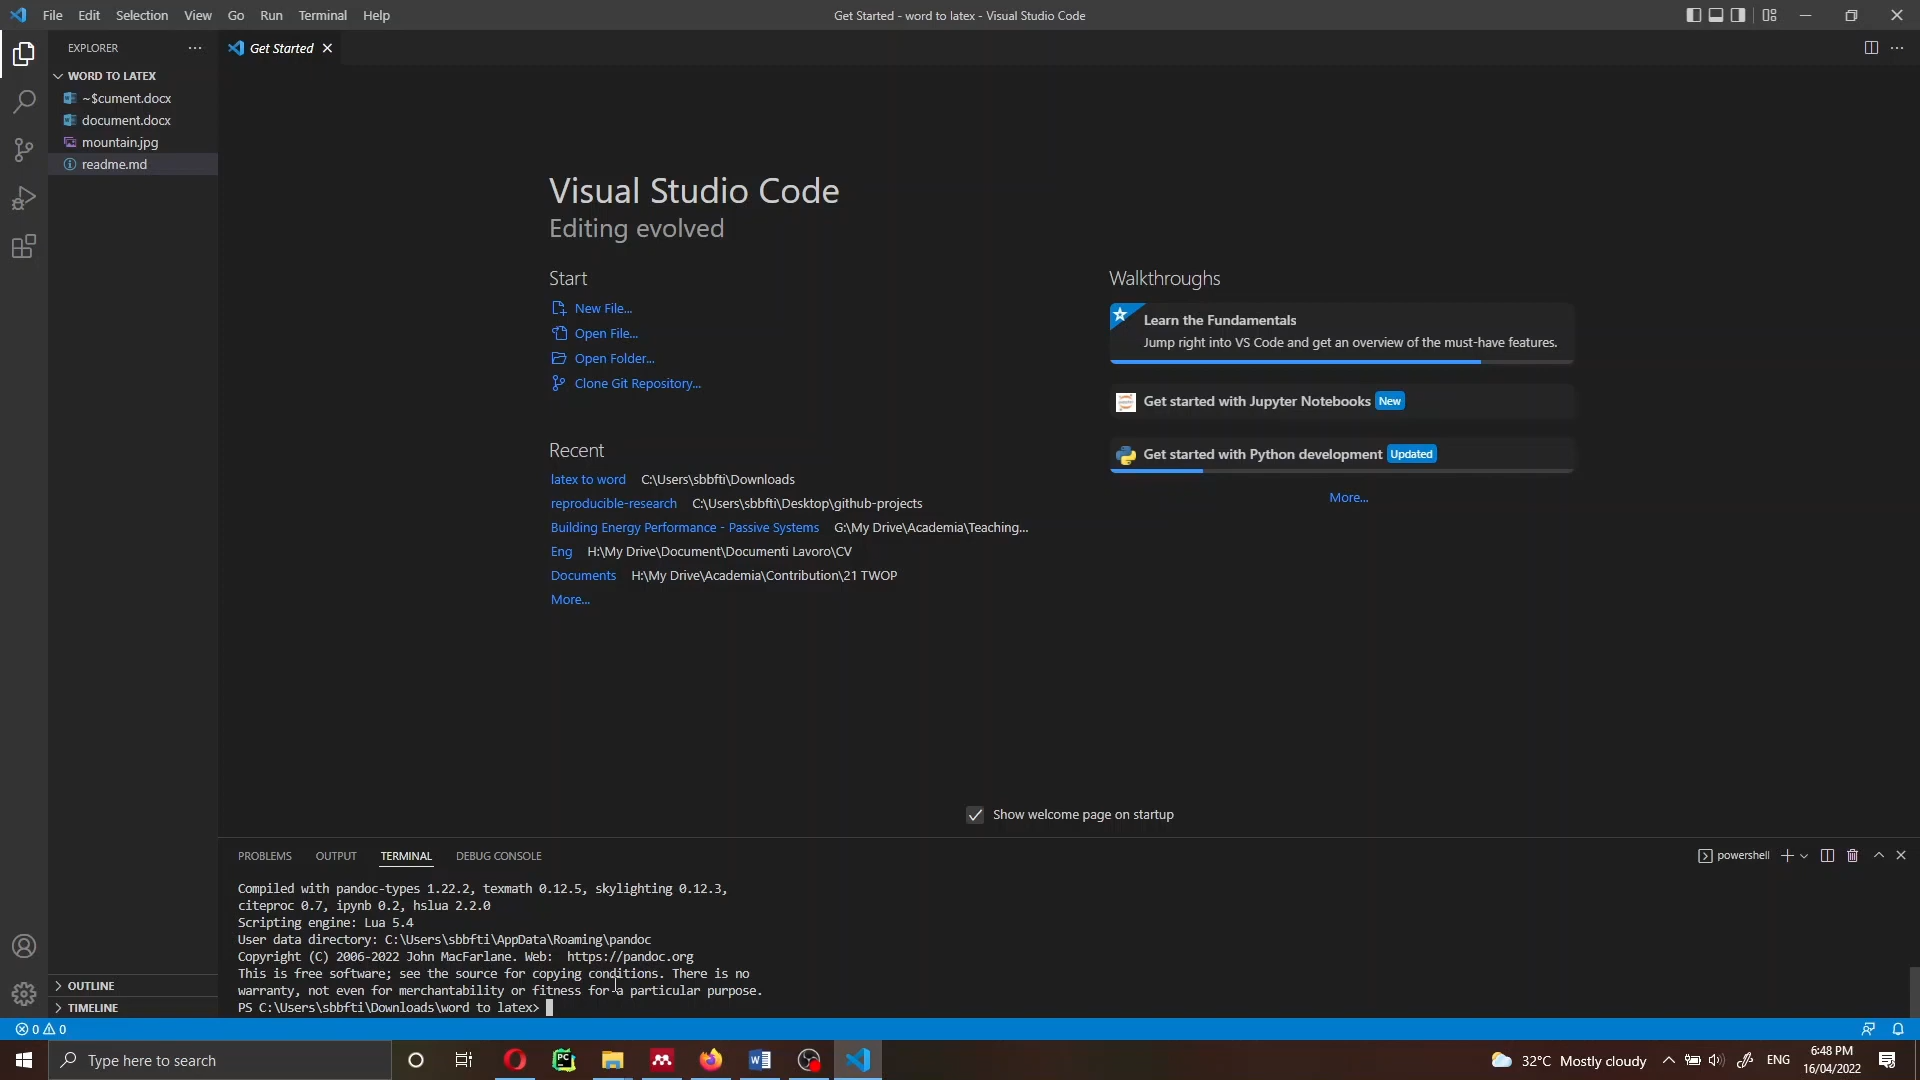 File Edit Selection View Go Run Terminal Help
Get Started - word to latex - Visual Studio Code
EXPLORER
Get Started
WORD TO LATEX
~$cument.docx
document.docx
mountain.jpg
readme.md
Visual Studio Code
Editing evolved
Start
New File...
Open File...
Open Folder...
Clone Git Repository...
Recent
latex to word C:\Users\sbbfti\Downloads
reproducible-research C:\Users\sbbfti\Desktop\github-projects
Building Energy Performance - Passive Systems G:\My Drive\Academia\Teaching...
Eng H:\My Drive\Document\Documenti Lavoro\CV
Documents H:\My Drive\Academia\Contribution\21 TWOP
More...
Walkthroughs
Learn the Fundamentals
Jump right into VS Code and get an overview of the must-have features.
Get started with Jupyter Notebooks New
Get started with Python development Updated
More...
Show welcome page on startup
PROBLEMS OUTPUT TERMINAL DEBUG CONSOLE
powershell
Compiled with pandoc-types 1.22.2, texmath 0.12.5, skylighting 0.12.3,
citeproc 0.7, ipynb 0.2, hslua 2.2.0
Scripting engine: Lua 5.4
User data directory: C:\Users\sbbfti\AppData\Roaming\pandoc
Copyright (C) 2006-2022 John MacFarlane. Web:  https://pandoc.org
This is free software; see the source for copying conditions. There is no
warranty, not even for merchantability or fitness for a particular purpose.
PS C:\Users\sbbfti\Downloads\word to latex>
OUTLINE
TIMELINE
0 0
Type here to search
PC
W
32°C Mostly cloudy
ENG
6:48 PM
16/04/2022